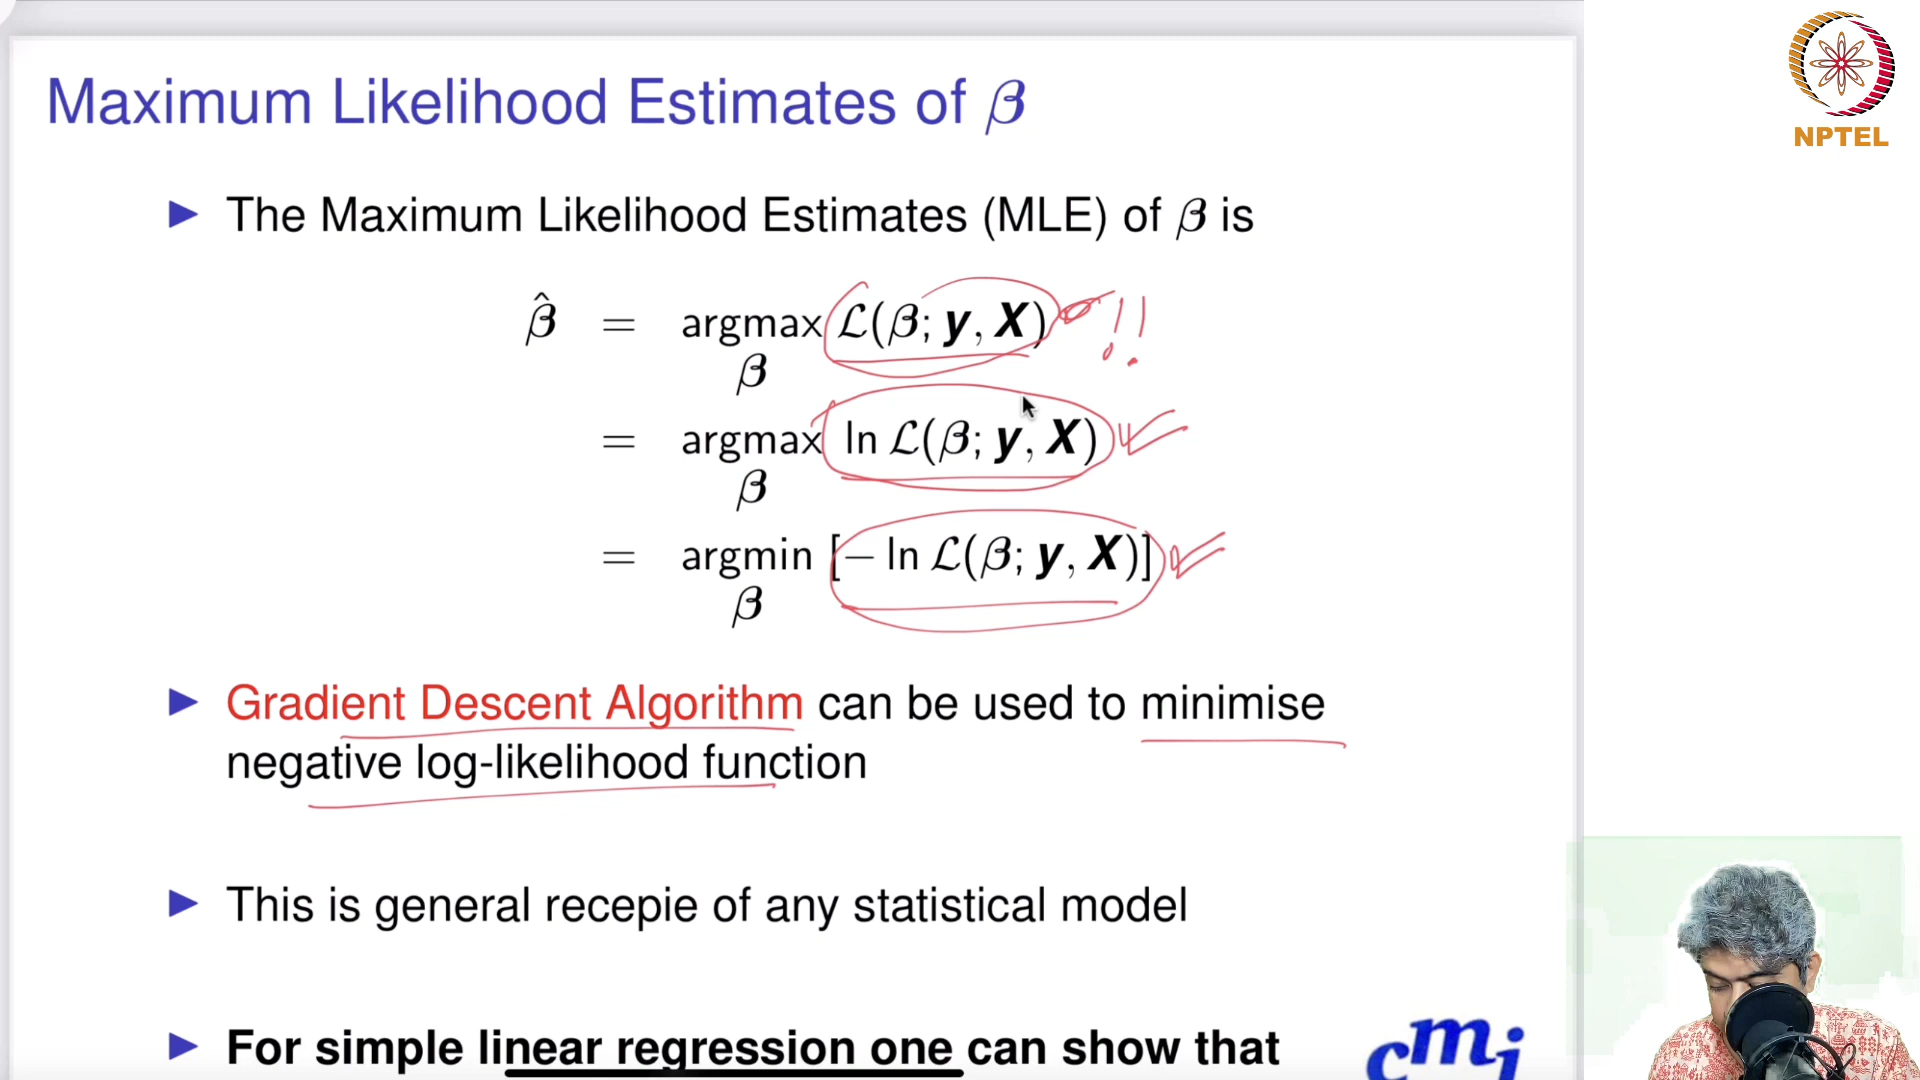 Maximum Likelihood Estimates of β
NPTEL
▶ The Maximum Likelihood Estimates (MLE) of β is
β̂ = argmax ℒ(β; y, X) !!
β
= argmax ln ℒ(β; y, X)
β
= argmin [− ln ℒ(β; y, X)]
β
▶ Gradient Descent Algorithm can be used to minimise
negative log-likelihood function
▶ This is general recepie of any statistical model
▶ For simple linear regression one can show that
cmi